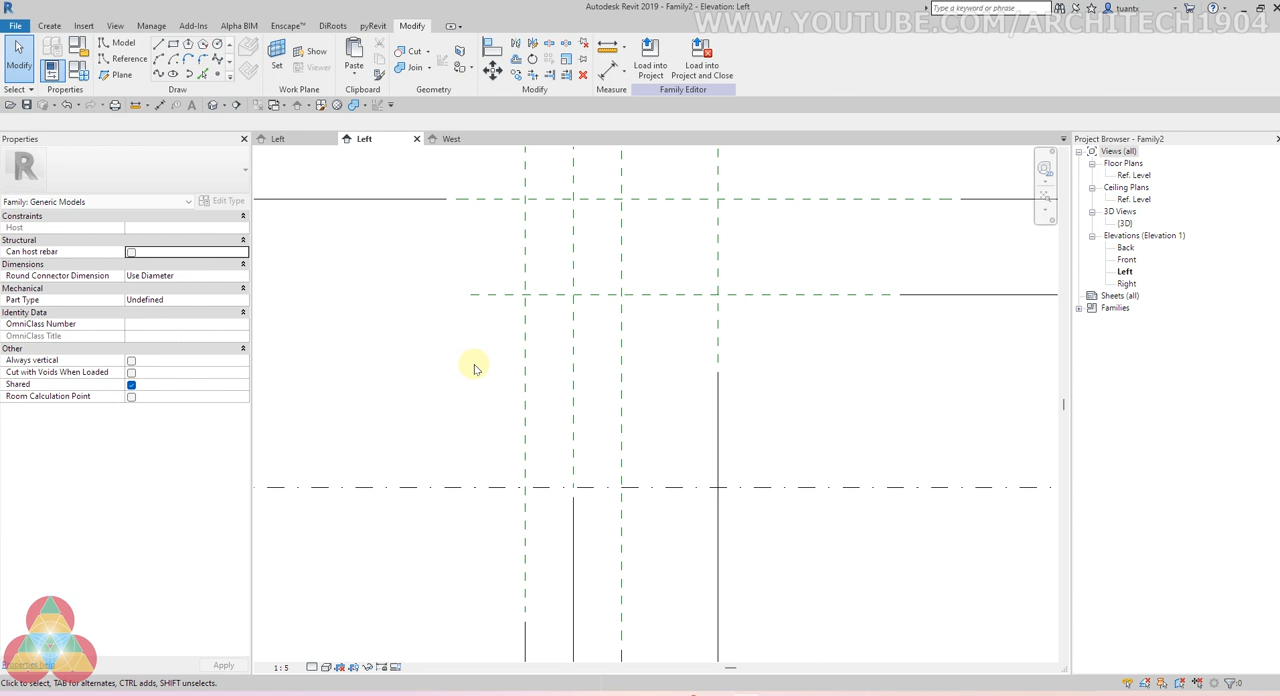 Autodesk Revit 2019 - Family2 - Elevation: Left
Type a keyword or phrase
tuantx
WWW.YOUTUBE.COM/ARCHITECH1904
File Create Insert View Manage Add-Ins Alpha BIM Enscape™ DiRoots pyRevit Modify
Modify
Model
Reference
Plane
Set
Show
Viewer
Paste
Cut
Join
Load into
Project
Load into
Project and Close
Select Properties Draw Work Plane Clipboard Geometry Modify Measure Family Editor
Properties
Left
Left
West
Project Browser - Family2
Family: Generic Models
Edit Type
Constraints
Host
Structural
Can host rebar
Dimensions
Round Connector Dimension Use Diameter
Mechanical
Part Type Undefined
Identity Data
OmniClass Number
OmniClass Title
Other
Always vertical
Cut with Voids When Loaded
Shared
Room Calculation Point
Views (all)
Floor Plans
Ref. Level
Ceiling Plans
Ref. Level
3D Views
{3D}
Elevations (Elevation 1)
Back
Front
Left
Right
Sheets (all)
Families
Properties help
Apply
1 : 5
Click to select, TAB for alternates, CTRL adds, SHIFT unselects.
:0